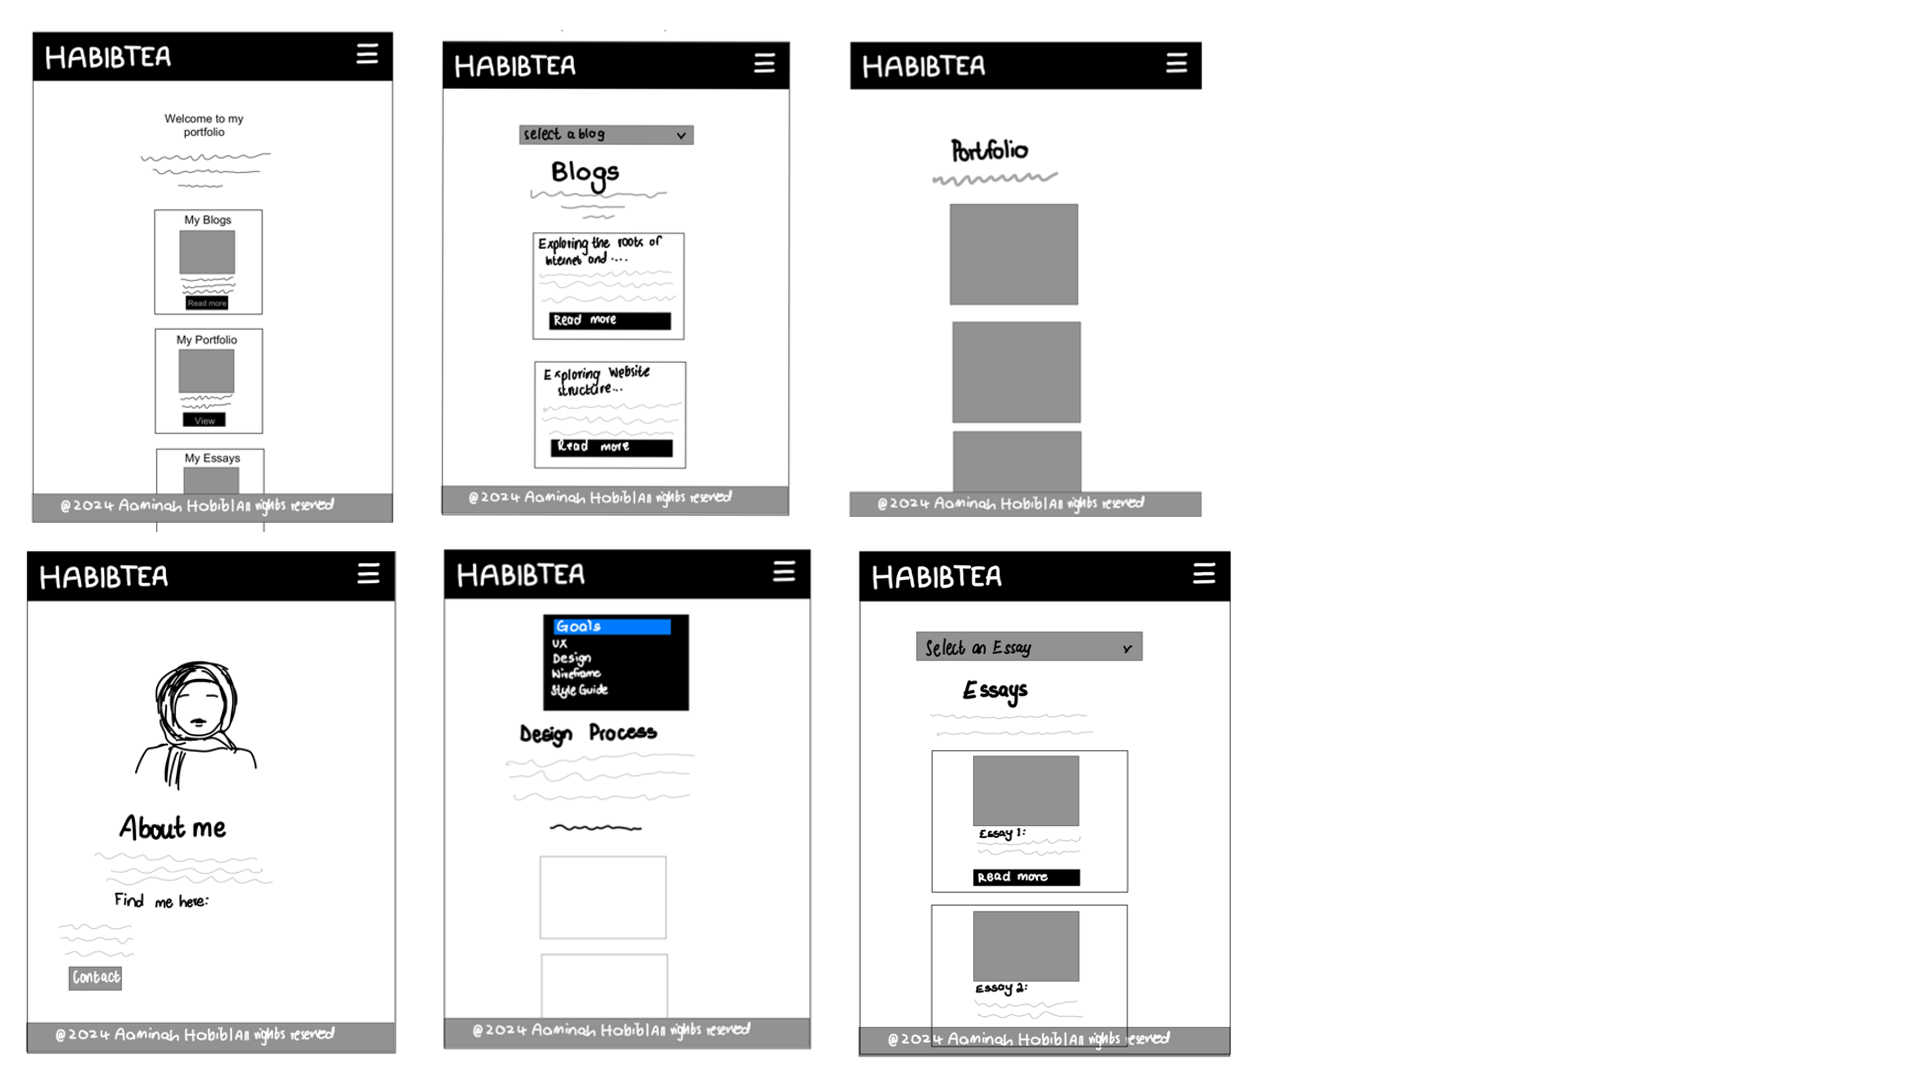 HABIBTEA
Welcome to my
portfolio
My Blogs
Read more
My Portfolio
View
My Essays
@2024 Aaminah Habib | All rights reserved
HABIBTEA
select a blog
Blogs
Exploring the roots of
Internet and ....
Read more
Exploring Website
structure...
Read more
@2024 Aaminah Habib | All rights reserved
HABIBTEA
Portfolio
@2024 Aaminah Habib | All rights reserved
HABIBTEA
About me
Find me here:
Contact
@2024 Aaminah Habib | All rights reserved
HABIBTEA
Goals
UX
Design
Wireframe
Style Guide
Design Process
@2024 Aaminah Habib | All rights reserved
HABIBTEA
Select an Essay
Essays
Essay 1:
Read more
Essay 2:
@2024 Aaminah Habib | All rights reserved